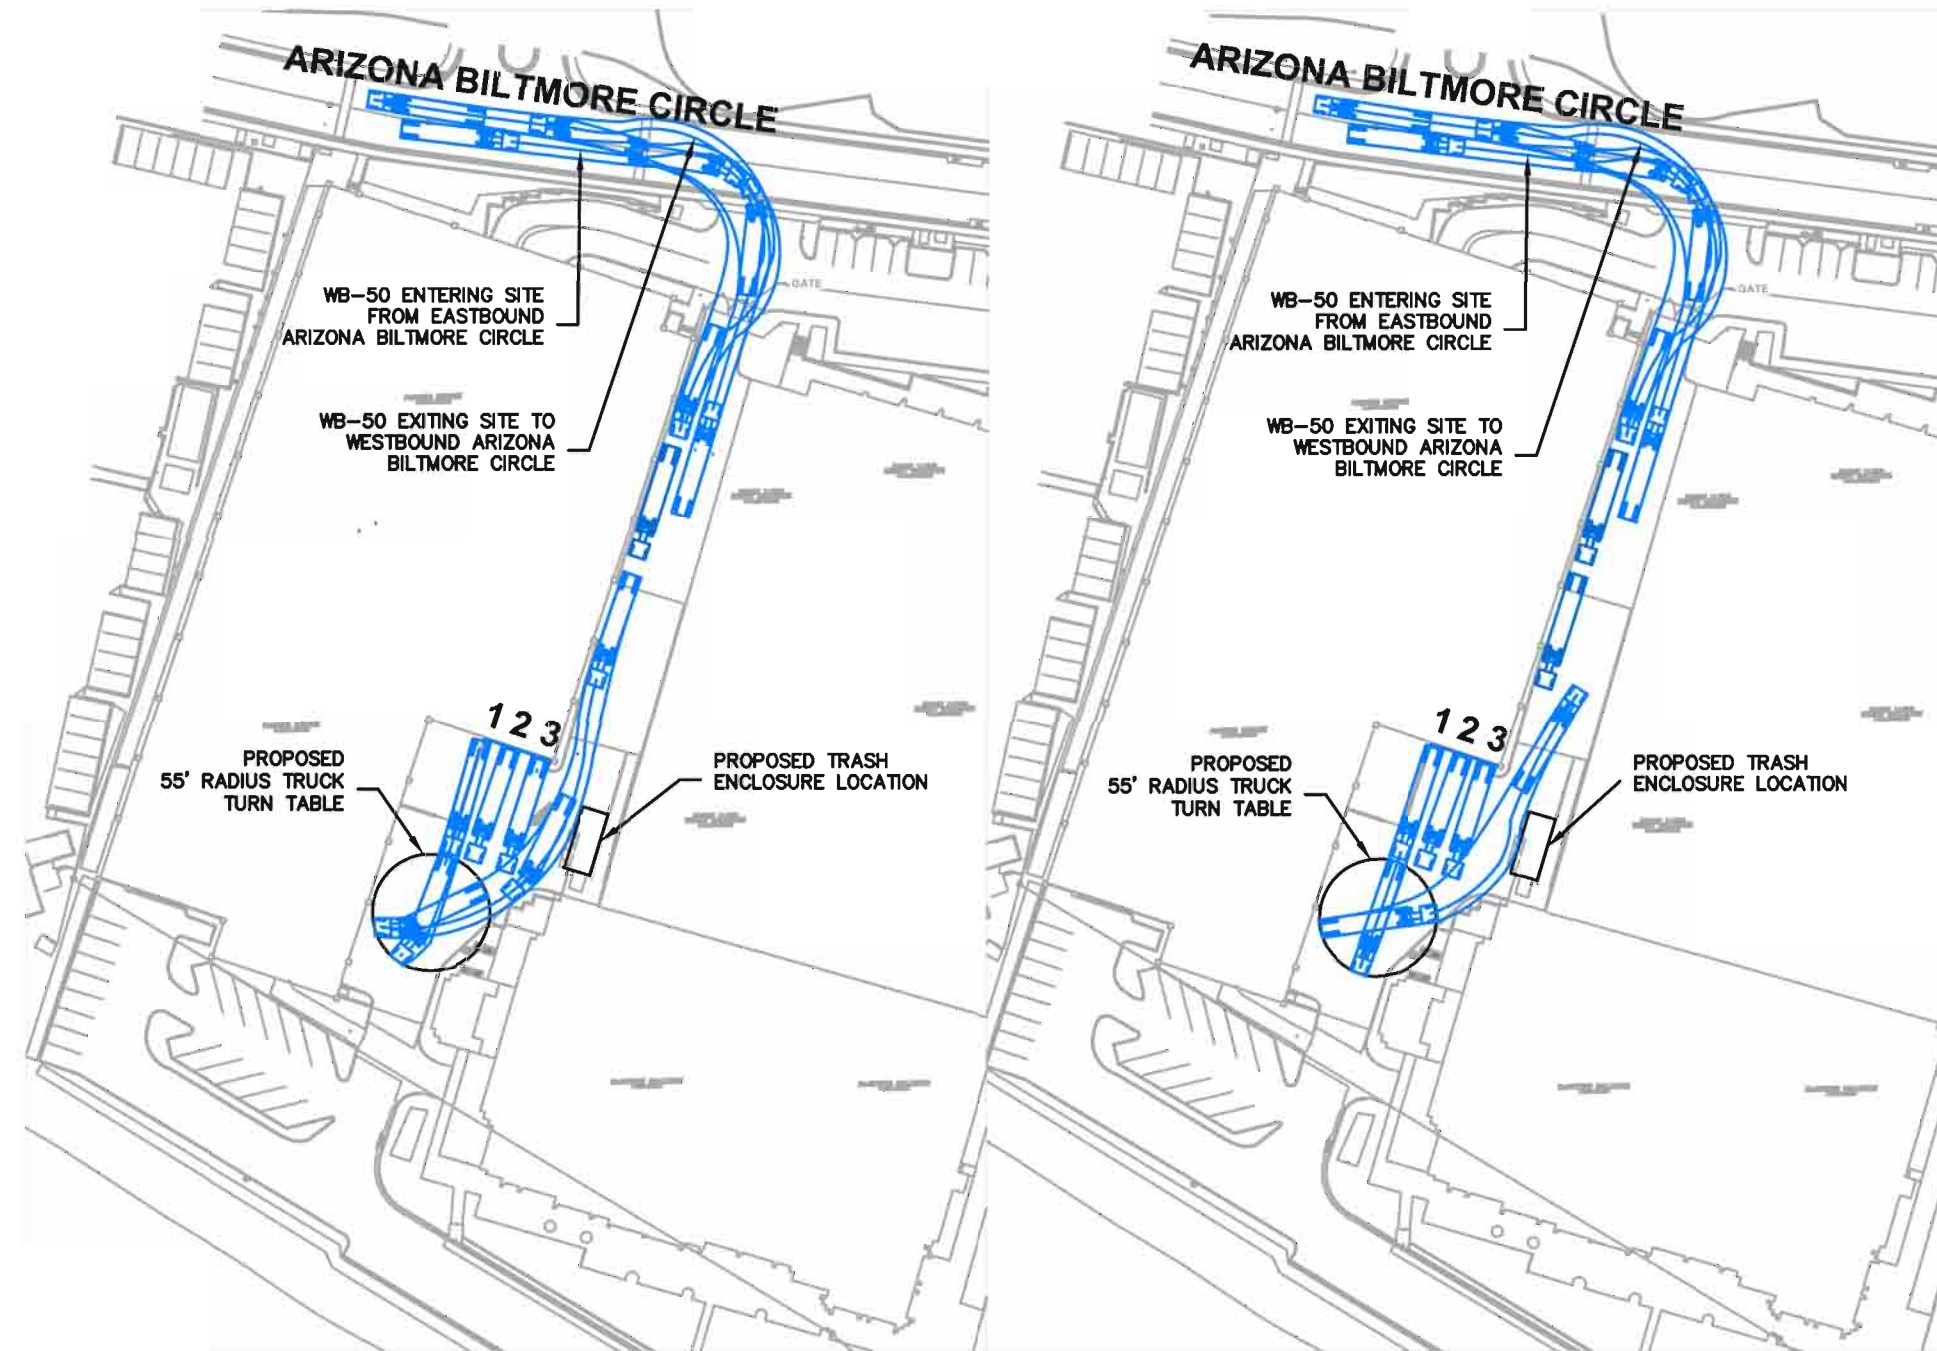 ARIZONA BILTMORE CIRCLE
WB-50 ENTERING SITE
FROM EASTBOUND
ARIZONA BILTMORE CIRCLE
GATE
WB-50 EXITING SITE TO
WESTBOUND ARIZONA
BILTMORE CIRCLE
1 2 3
PROPOSED
55' RADIUS TRUCK
TURN TABLE
PROPOSED TRASH
ENCLOSURE LOCATION
ARIZONA BILTMORE CIRCLE
WB-50 ENTERING SITE
FROM EASTBOUND
ARIZONA BILTMORE CIRCLE
GATE
WB-50 EXITING SITE TO
WESTBOUND ARIZONA
BILTMORE CIRCLE
1 2 3
PROPOSED
55' RADIUS TRUCK
TURN TABLE
PROPOSED TRASH
ENCLOSURE LOCATION